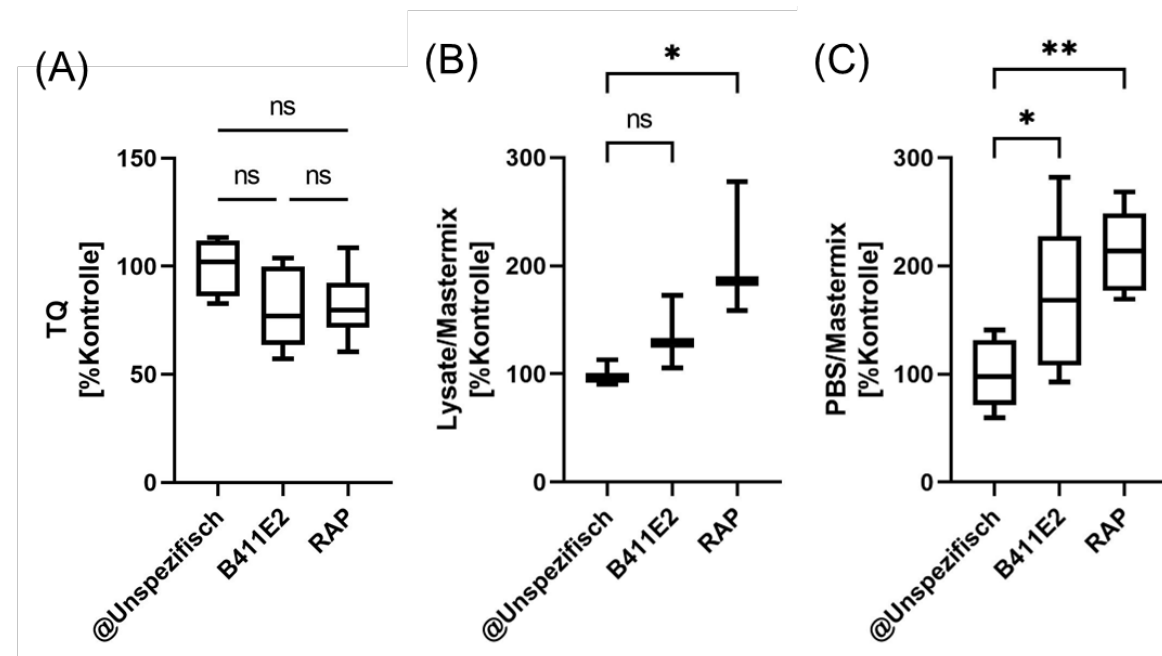 (A)
ns
ns
ns
150
100
50
0
TQ
[%Kontrolle]
@Unspezifisch
B411E2
RAP
(B)
*
ns
300
200
100
0
Lysate/Mastermix
[%Kontrolle]
@Unspezifisch
B411E2
RAP
(C)
**
*
300
200
100
0
PBS/Mastermix
[%Kontrolle]
@Unspezifisch
B411E2
RAP